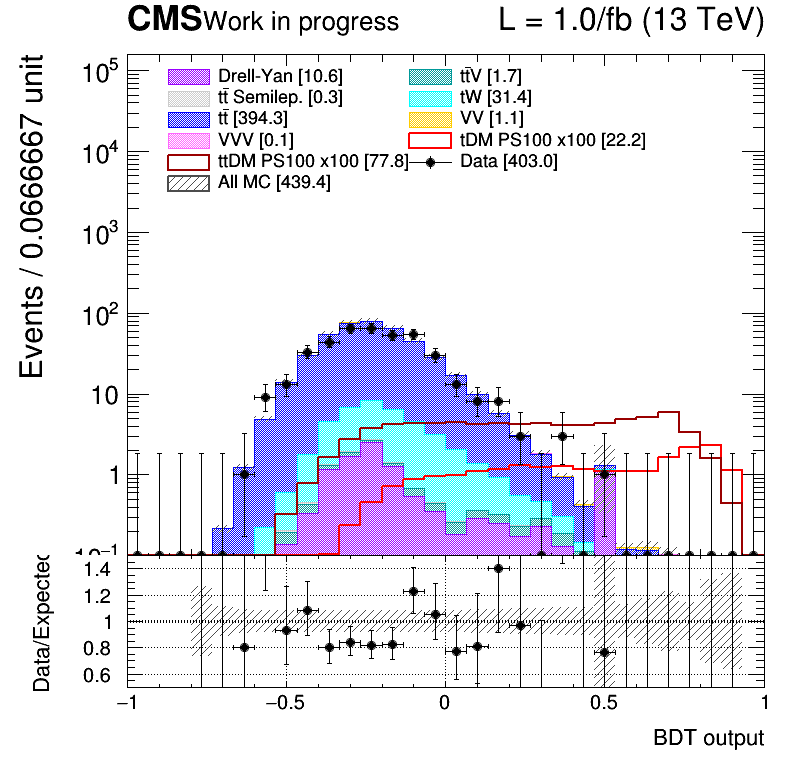 CMS Work in progress L = 1.0/fb (13 TeV)
Events / 0.0666667 unit
10⁵
10⁴
10³
10²
10
1
10⁻¹
Drell-Yan [10.6] tt̄V [1.7]
tt̄ Semilep. [0.3] tW [31.4]
tt̄ [394.3] VV [1.1]
VVV [0.1] tDM PS100 x100 [22.2]
ttDM PS100 x100 [77.8] Data [403.0]
All MC [439.4]
Data/Expected
1.4
1.2
1
0.8
0.6
−1 −0.5 0 0.5 1
BDT output